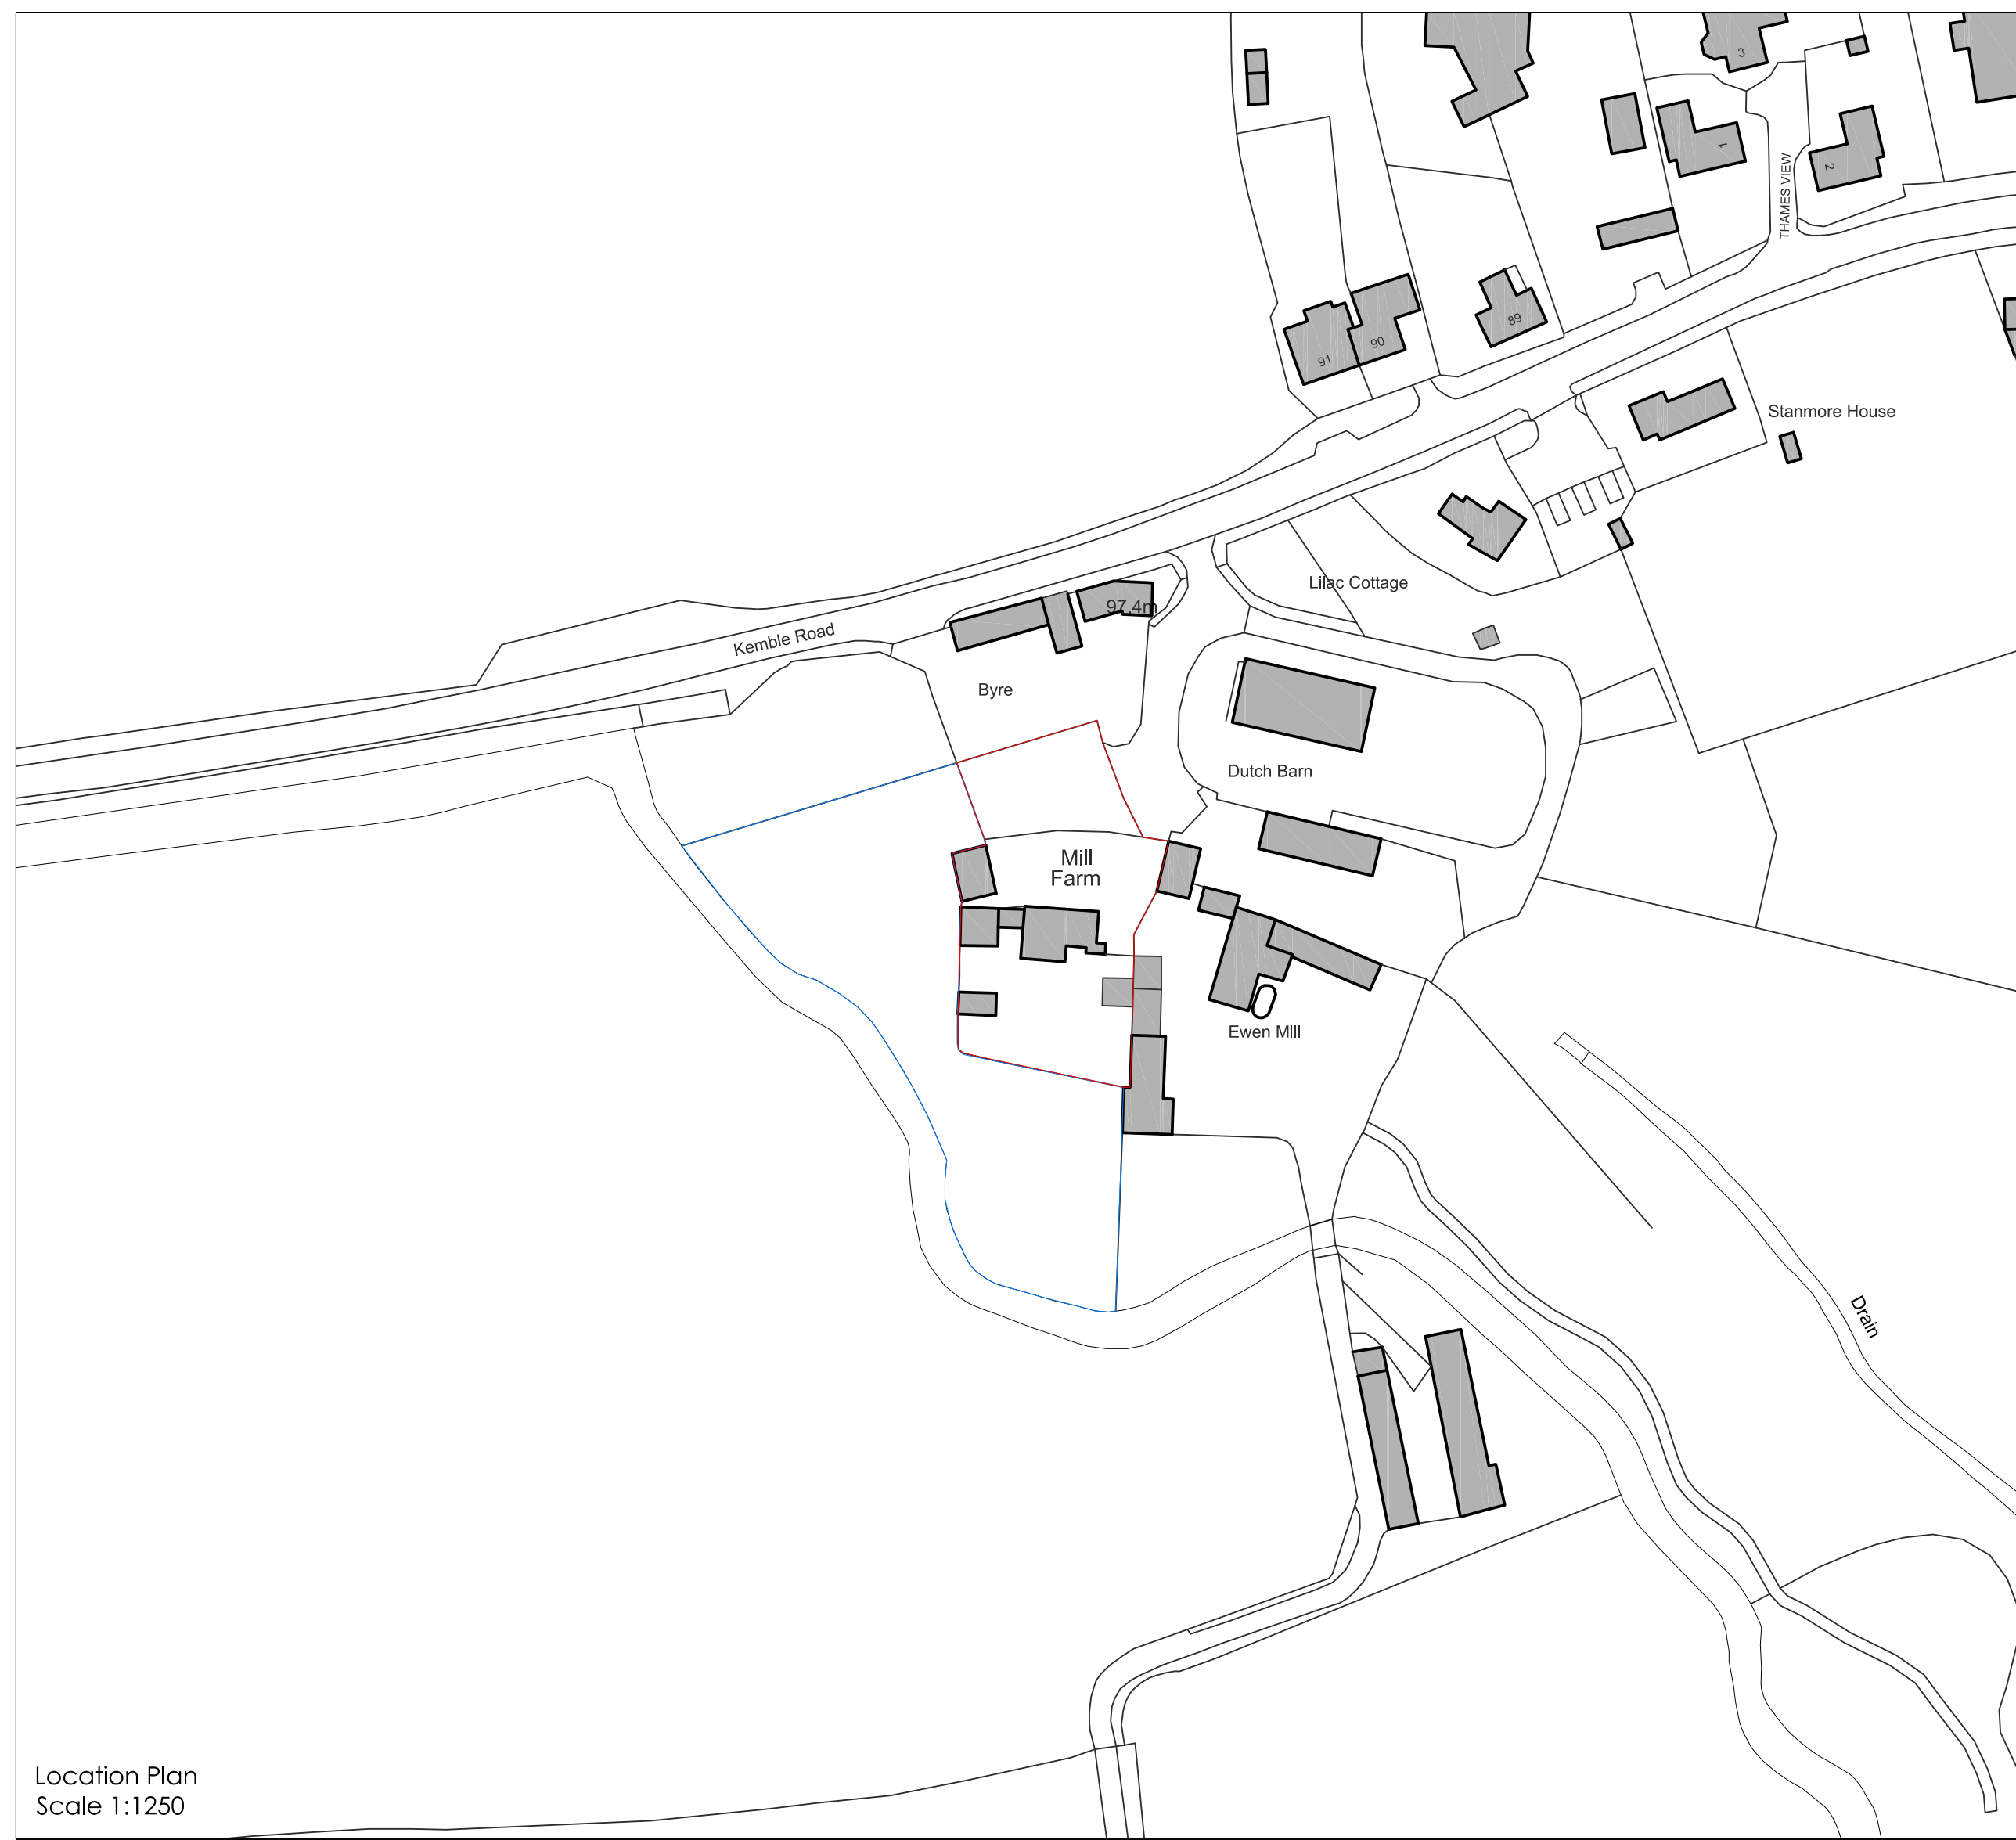 3
1
2
THAMES VIEW
89
90
91
Stanmore House
Lilac Cottage
97.4m
Kemble Road
Byre
Dutch Barn
Mill
Farm
Ewen Mill
Drain
Location Plan
Scale 1:1250